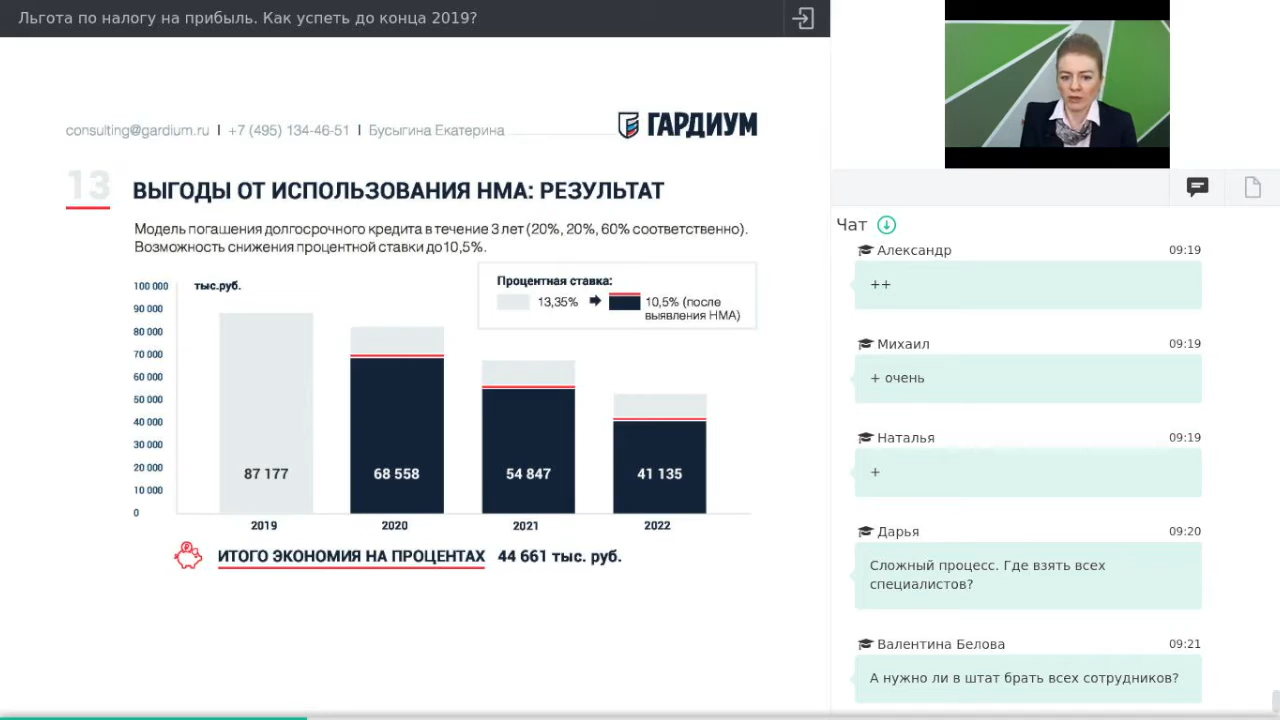 Льгота по налогу на прибыль. Как успеть до конца 2019?
consulting@gardium.ru | +7 (495) 134-46-51 | Бусыгина Екатерина
ГАРДИУМ
13
ВЫГОДЫ ОТ ИСПОЛЬЗОВАНИЯ НМА: РЕЗУЛЬТАТ
Модель погашения долгосрочного кредита в течение 3 лет (20%, 20%, 60% соответственно).
Возможность снижения процентной ставки до10,5%.
тыс.руб.
Процентная ставка:
13,35%
10,5% (после
выявления НМА)
100 000
90 000
80 000
70 000
60 000
50 000
40 000
30 000
20 000
10 000
0
87 177
68 558
54 847
41 135
2019
2020
2021
2022
ИТОГО ЭКОНОМИЯ НА ПРОЦЕНТАХ 44 661 тыс. руб.
Чат
Александр 09:19
++
Михаил 09:19
+ очень
Наталья 09:19
+
Дарья 09:20
Сложный процесс. Где взять всех
специалистов?
Валентина Белова 09:21
А нужно ли в штат брать всех сотрудников?